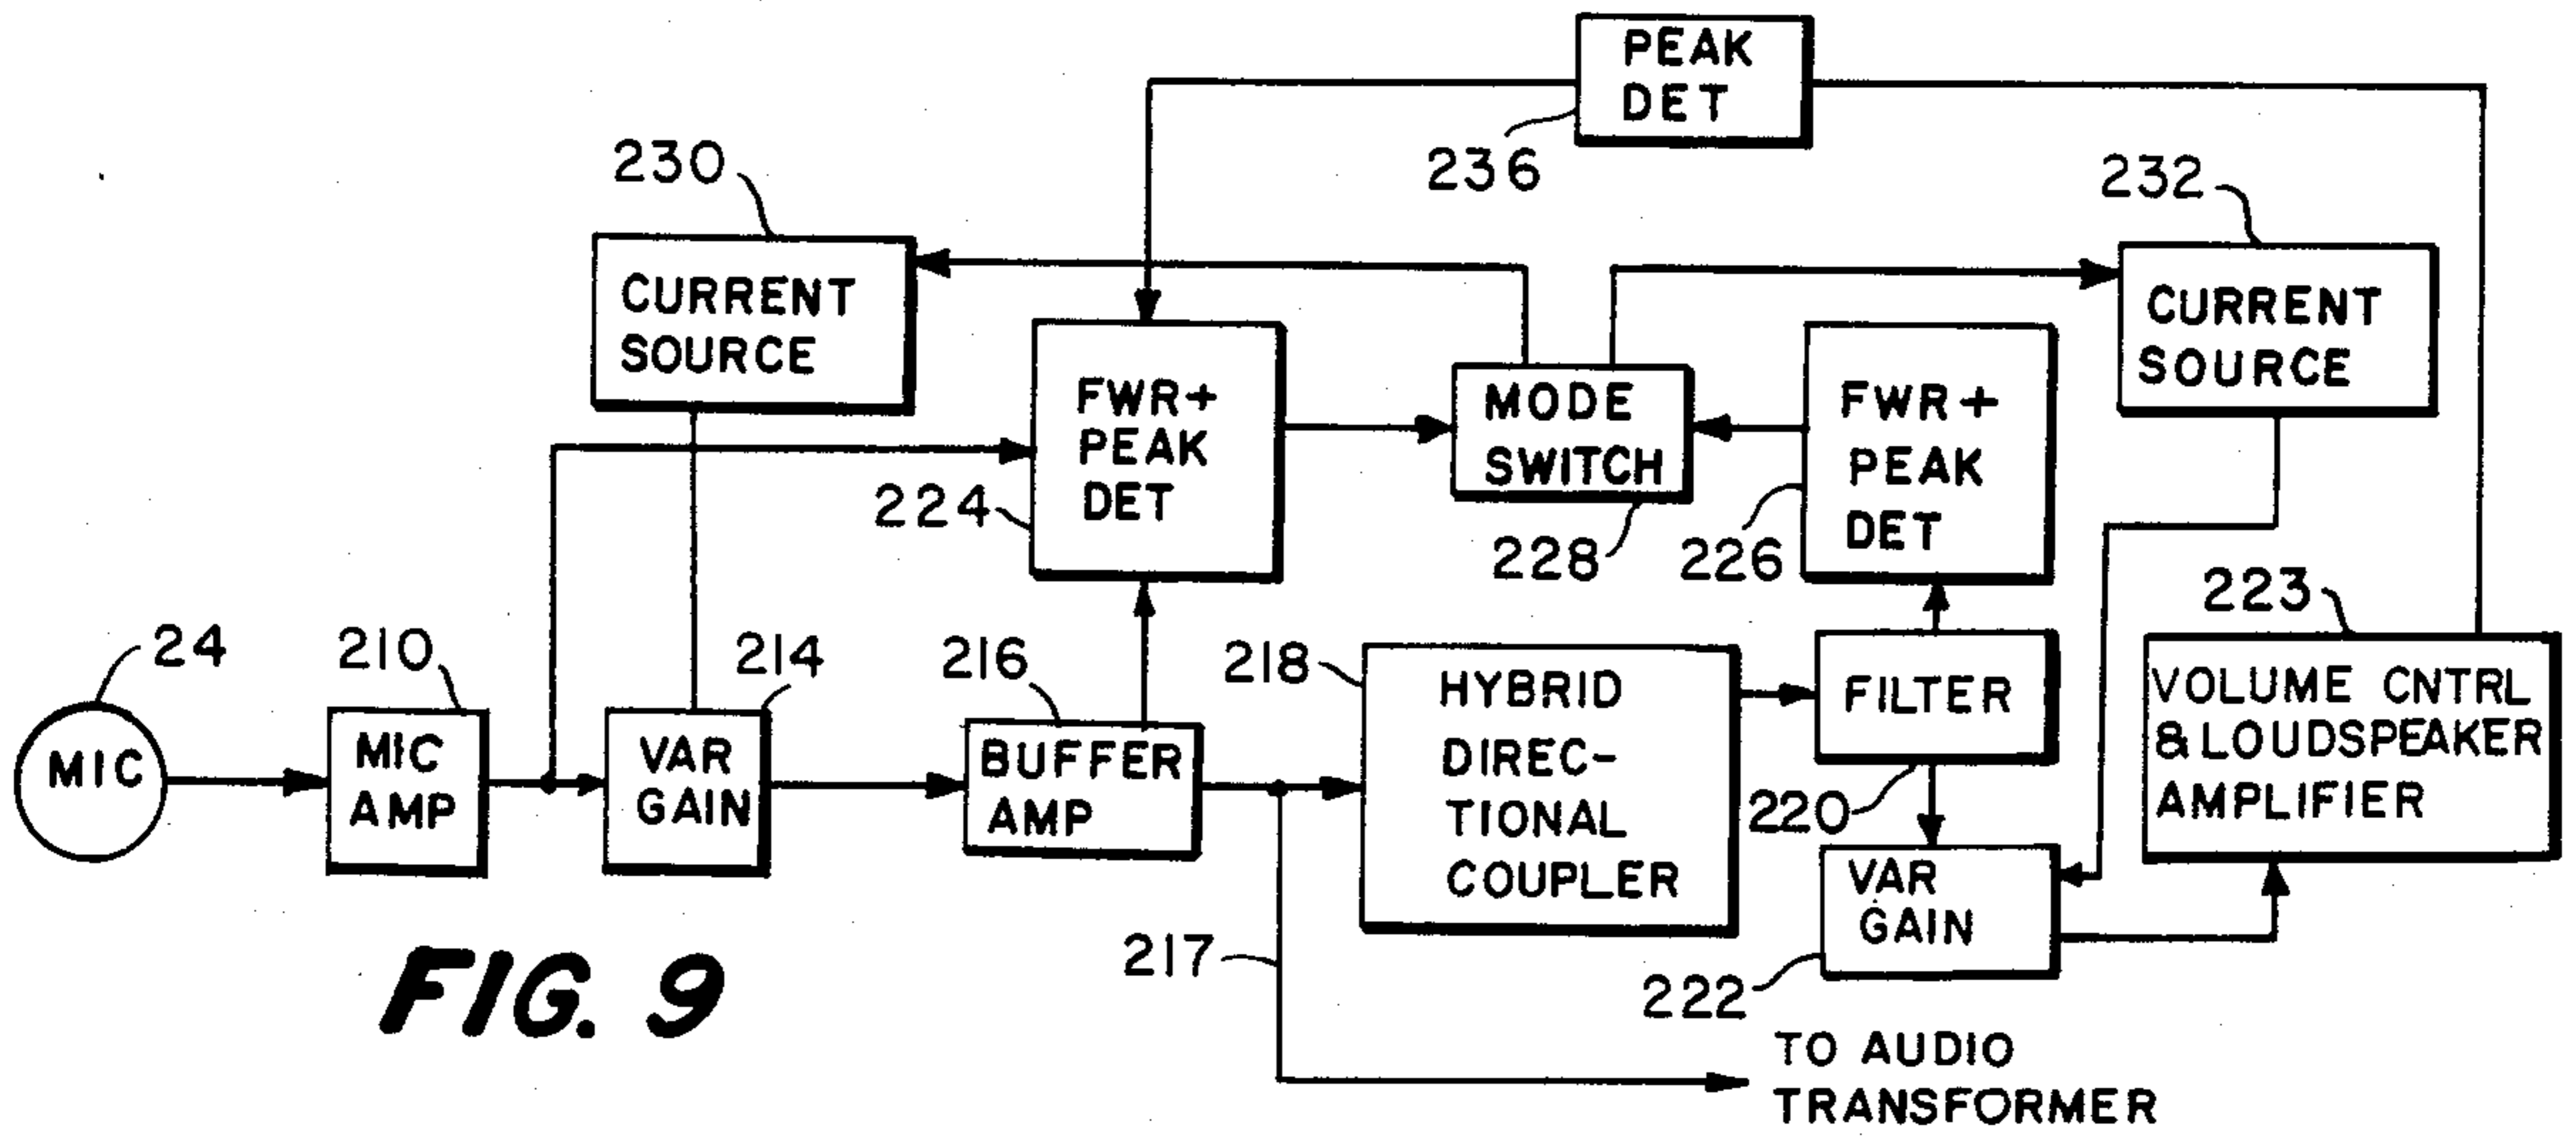 PEAK
DET
236
230
232
CURRENT
SOURCE
CURRENT
SOURCE
FWR+
PEAK
DET
224
MODE
SWITCH
228
FWR+
PEAK
DET
226
24
MIC
210
MIC
AMP
214
VAR
GAIN
216
BUFFER
AMP
218
HYBRID
DIREC-
TIONAL
COUPLER
FILTER
220
223
VOLUME CNTRL
& LOUDSPEAKER
AMPLIFIER
VAR
GAIN
222
217
TO AUDIO
TRANSFORMER
FIG. 9